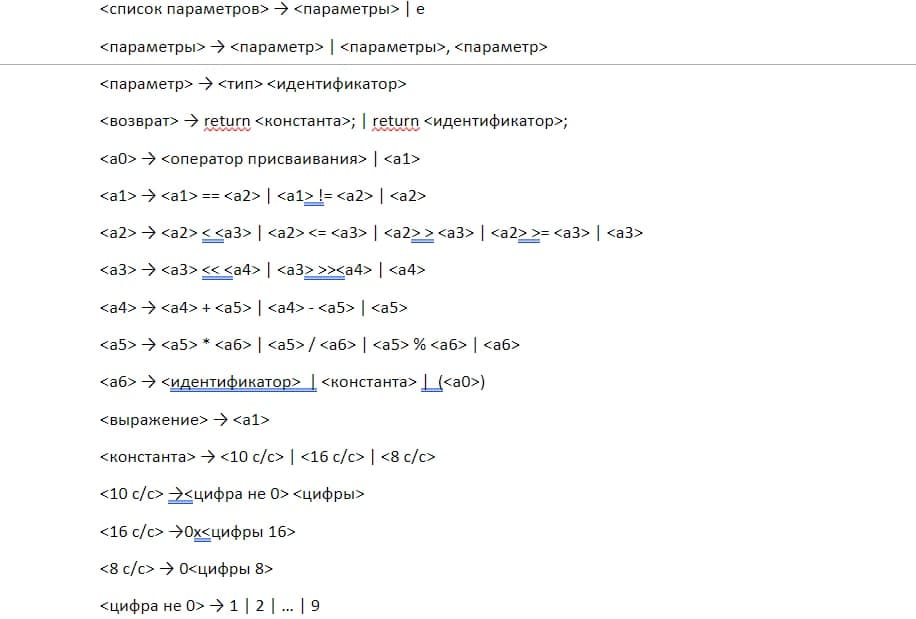 <список параметров> → <параметры> | e
<параметры> → <параметр> | <параметры>, <параметр>
<параметр> → <тип> <идентификатор>
<возврат> → return <константа>; | return <идентификатор>;
<a0> → <оператор присваивания> | <a1>
<a1> → <a1> == <a2> | <a1> != <a2> | <a2>
<a2> → <a2> < <a3> | <a2> <= <a3> | <a2> > <a3> | <a2> >= <a3> | <a3>
<a3> → <a3> << <a4> | <a3> >><a4> | <a4>
<a4> → <a4> + <a5> | <a4> - <a5> | <a5>
<a5> → <a5> * <a6> | <a5> / <a6> | <a5> % <a6> | <a6>
<a6> → <идентификатор> | <константа> | (<a0>)
<выражение> → <a1>
<константа> → <10 с/с> | <16 с/с> | <8 с/с>
<10 с/с> →<цифра не 0> <цифры>
<16 с/с> →0x<цифры 16>
<8 с/с> → 0<цифры 8>
<цифра не 0> → 1 | 2 | ... | 9